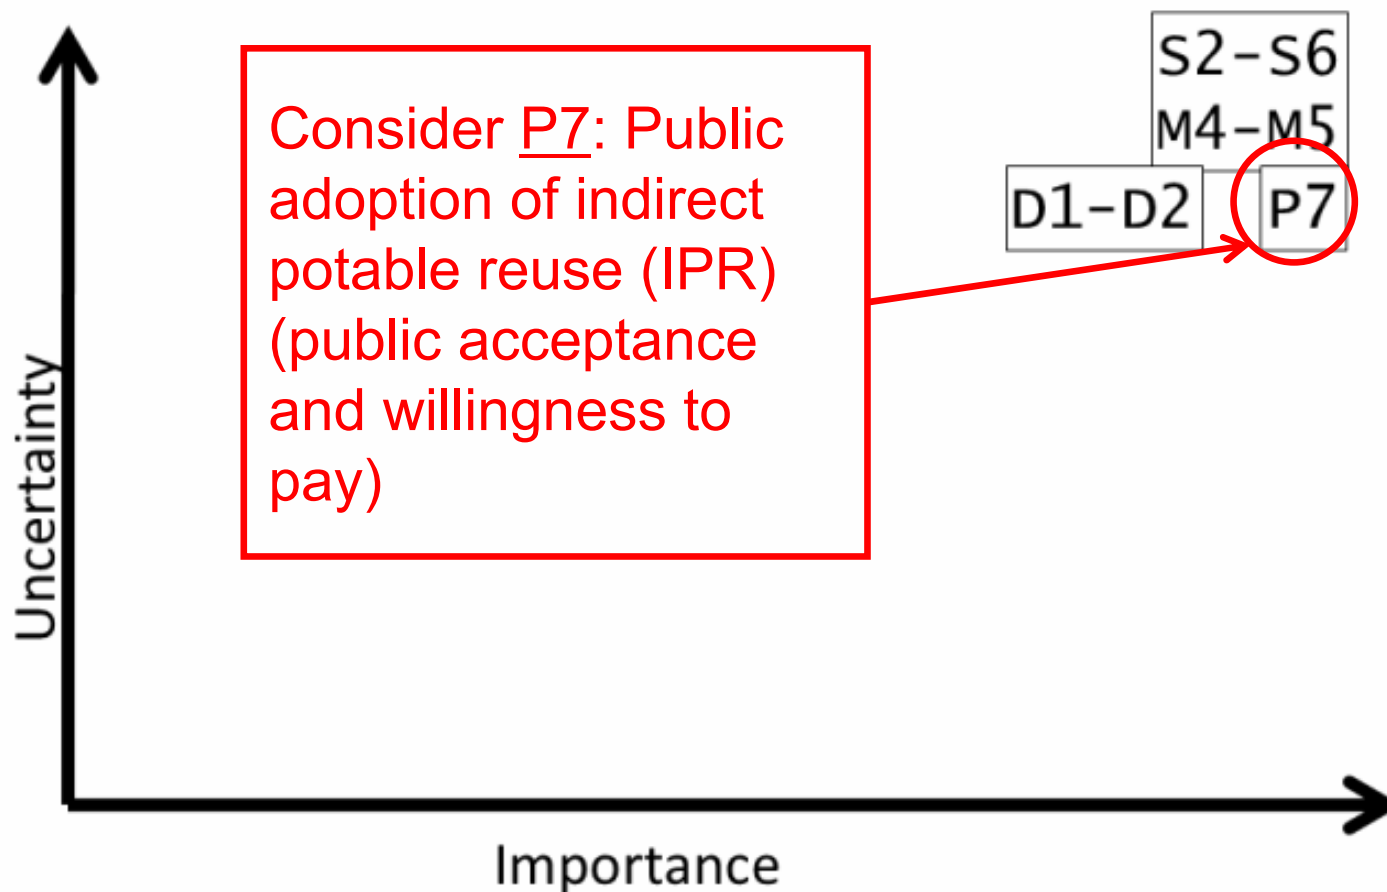 S2-S6
M4-M5
D1-D2
P7
Consider P7: Public
adoption of indirect
potable reuse (IPR)
(public acceptance
and willingness to
pay)
Uncertainty
Importance